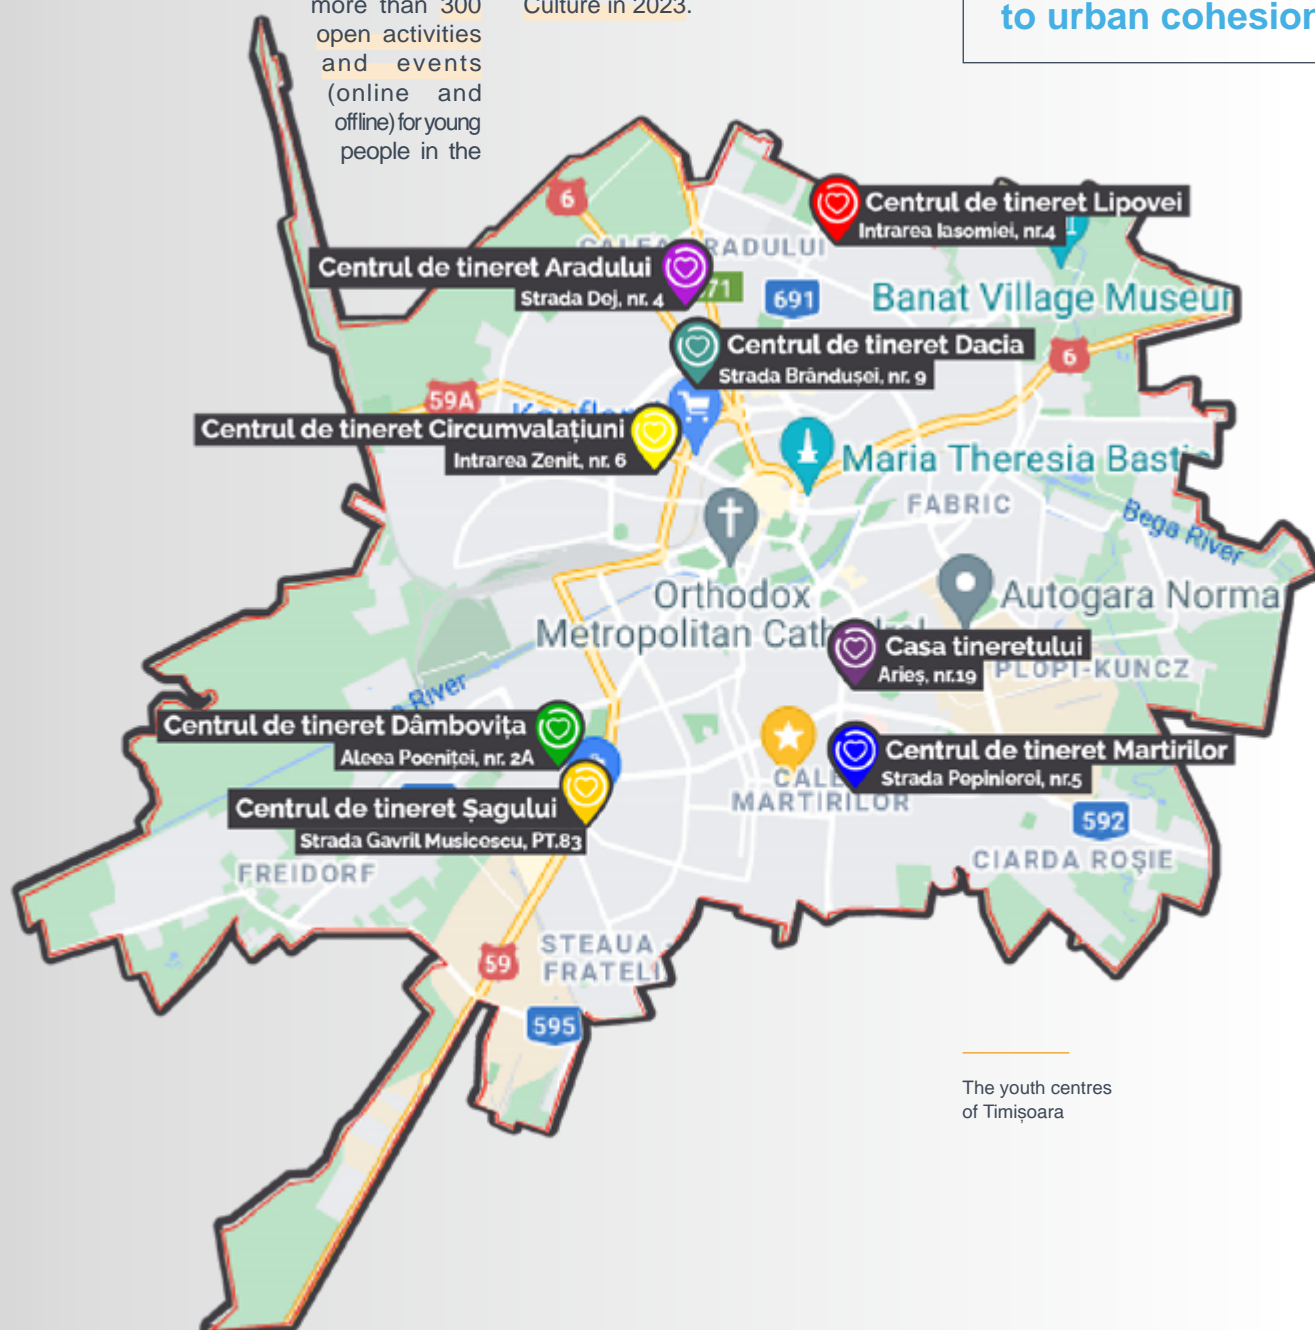 more than 300
open activities
and events
(online and
offline) for young
people in the
Culture in 2023.
to urban cohesion
6
Centrul de tineret Lipovei
Intrarea Iasomiei, nr.4
RADULUI
Centrul de tineret Aradului
Strada Doj, nr. 4
71
691
Banat Village Museum
Centrul de tineret Dacia
Strada Brândușei, nr. 9
6
59A
Centrul de tineret Circumvalațiuni
Intrarea Zenit, nr. 6
Maria Theresia Basti
FABRIC
Bega River
Orthodox
Metropolitan Cath
Autogara Norma
Casa tineretului
Arieș, nr.19
PLOPI-KUNCZ
River
Centrul de tineret Dâmbovița
Aleea Poeniței, nr. 2A
Centrul de tineret Martirilor
Strada Pepinierei, nr.5
CALE
MARTIRILOR
Centrul de tineret Șagului
Strada Gavril Musicescu, PT.83
592
FREIDORF
CIARDA ROȘIE
STEAUA
FRATELI
59
595
The youth centres
of Timișoara